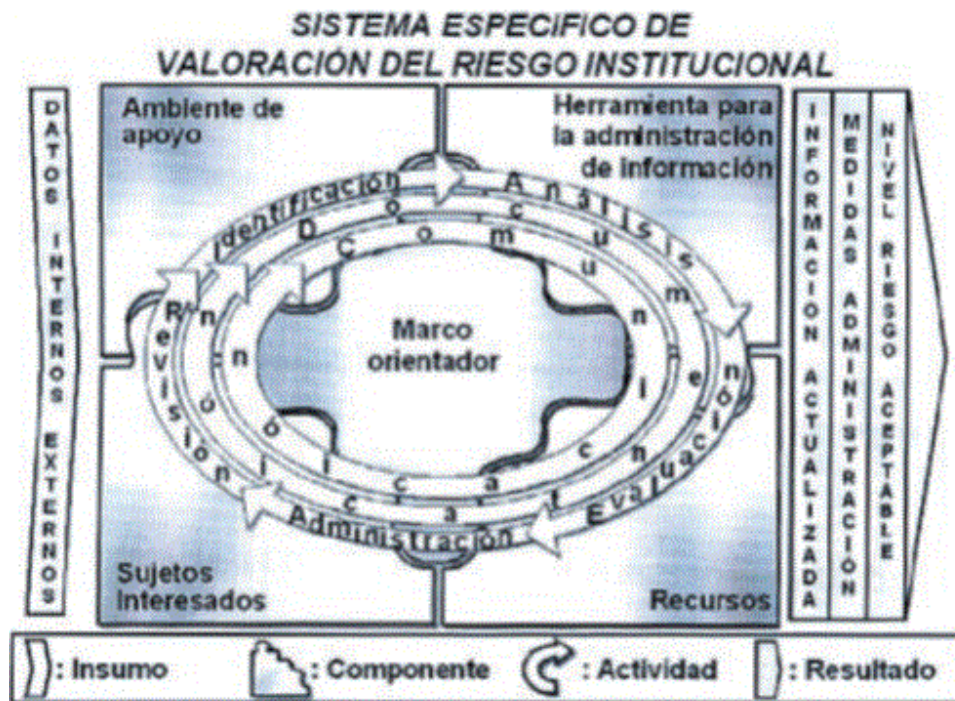 SISTEMA ESPECIFICO DE
VALORACIÓN DEL RIESGO INSTITUCIONAL
DATOS INTERNOS EXTERNOS
Ambiente de
apoyo
Herramienta para
la administración
de información
Identificación
Análisis
Evaluación
Administración
Revisión
Documentación
Comunicación
Marco
orientador
Sujetos
Interesados
Recursos
INFORMACION ACTUALIZADA
MEDIDAS ADMINISTRACIÓN
NIVEL RIESGO ACEPTABLE
: Insumo
: Componente
: Actividad
: Resultado